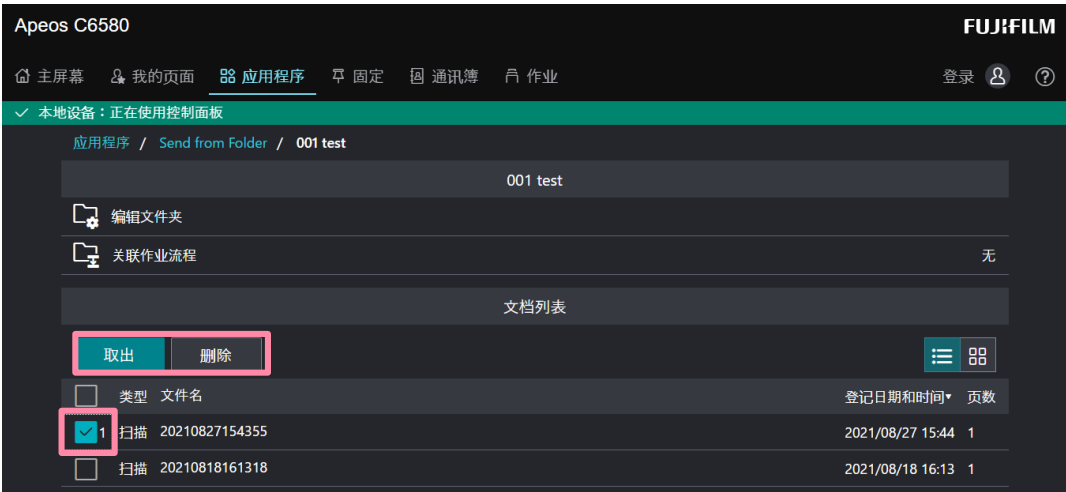 Apeos C6580 FUJIFILM
主屏幕 我的页面 应用程序 固定 通讯簿 作业 登录
本地设备：正在使用控制面板
应用程序 / Send from Folder / 001 test
001 test
编辑文件夹
关联作业流程 无
文档列表
取出 删除
类型 文件名 登记日期和时间 页数
1 扫描 20210827154355 2021/08/27 15:44 1
扫描 20210818161318 2021/08/18 16:13 1